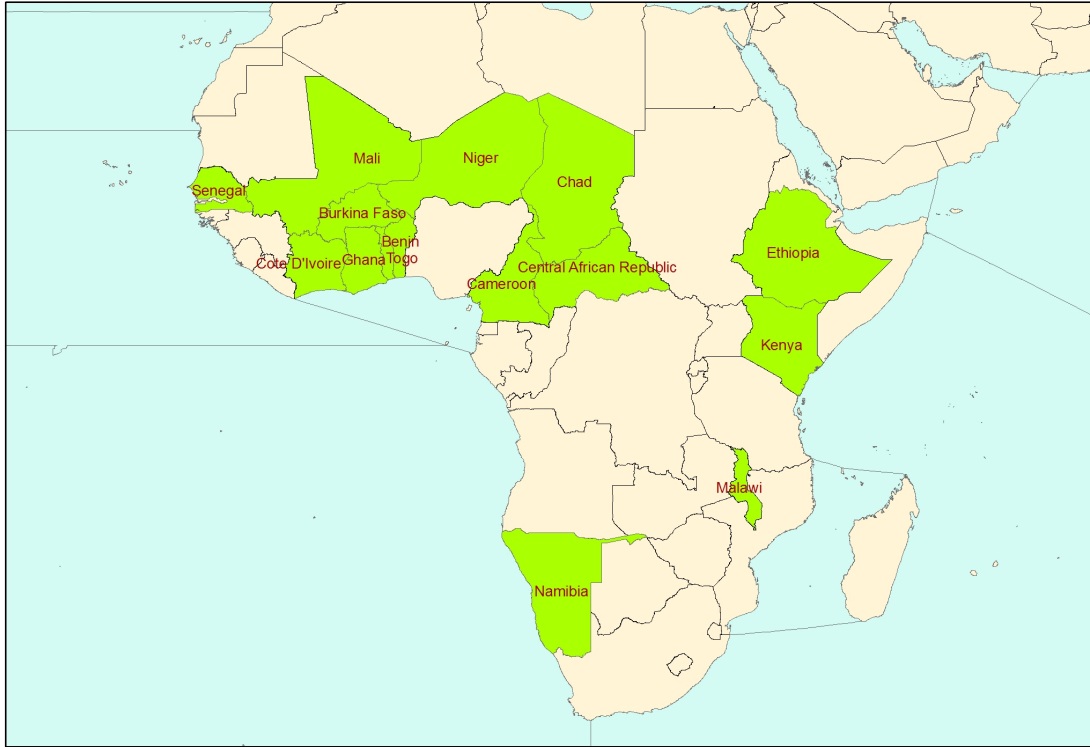 Mali
Niger
Chad
Senegal
Burkina Faso
Benin
Cote D'Ivoire
Ghana
Togo
Ethiopia
Central African Republic
Cameroon
Kenya
Malawi
Namibia